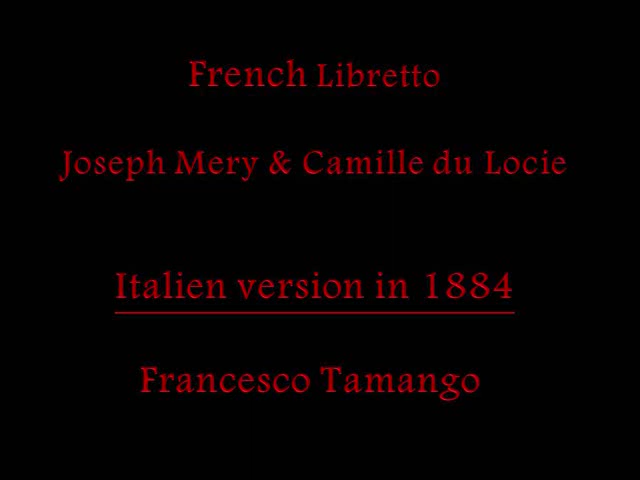 French Libretto
Joseph Mery & Camille du Locie
Italien version in 1884
Francesco Tamango